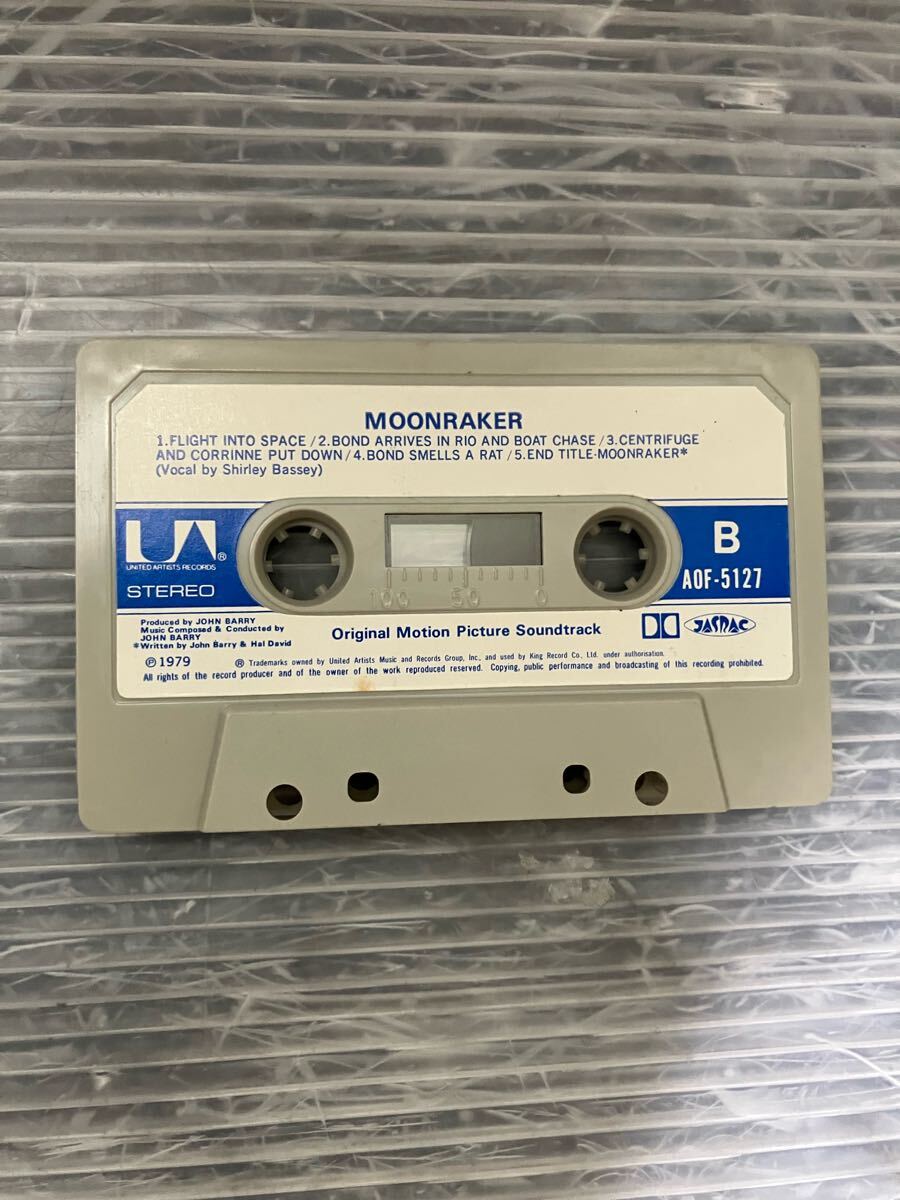 MOONRAKER
1.FLIGHT INTO SPACE/2.BOND ARRIVES IN RIO AND BOAT CHASE/3.CENTRIFUGE
AND CORRINNE PUT DOWN/4.BOND SMELLS A RAT/5.END TITLE-MOONRAKER*
(Vocal by Shirley Bassey)
UA®
UNITED ARTISTS RECORDS
STEREO
100 50 0
B
AOF-5127
Produced by JOHN BARRY
Music Composed & Conducted by
JOHN BARRY
*Written by John Barry & Hal David
Original Motion Picture Soundtrack
JASRAC
℗1979
® Trademarks owned by United Artists Music and Records Group, Inc, and used by King Record Co., Ltd. under authorisation.
All rights of the record producer and of the owner of the work reproduced reserved. Copying, public performance and broadcasting of this recording prohibited.